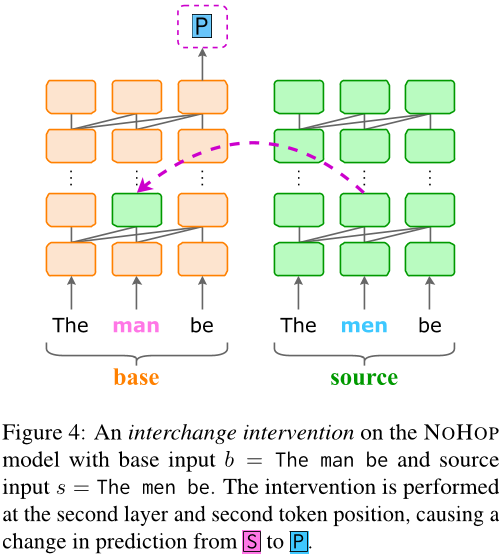 P
The man be The men be
base source
Figure 4: An interchange intervention on the NOHOP
model with base input b = The man be and source
input s = The men be. The intervention is performed
at the second layer and second token position, causing a
change in prediction from S to P.